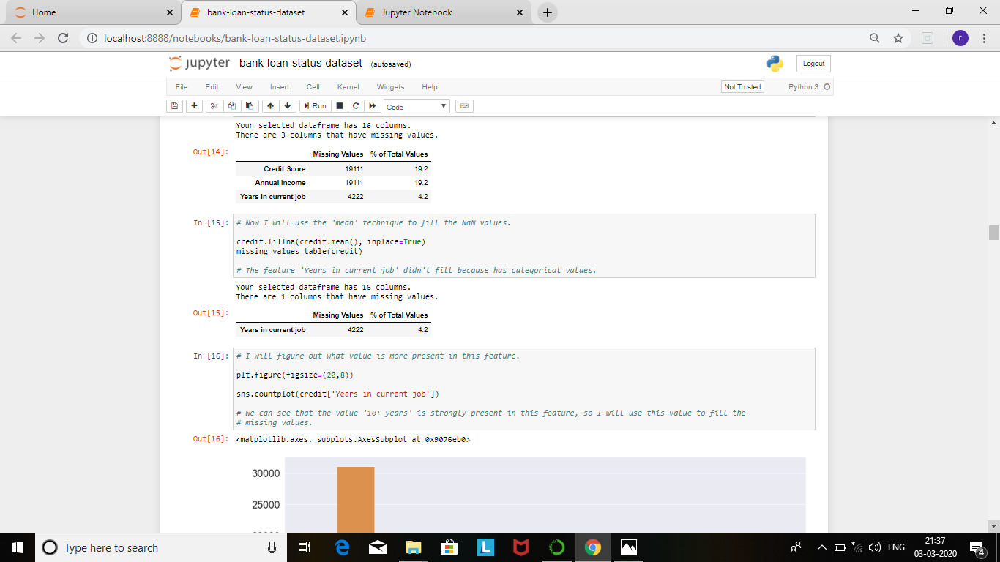 Home
bank-loan-status-dataset
Jupyter Notebook
localhost:8888/notebooks/bank-loan-status-dataset.ipynb
r
jupyter bank-loan-status-dataset (autosaved)
Logout
File Edit View Insert Cell Kernel Widgets Help
Not Trusted
Python 3
Run
Code
Your selected dataframe has 16 columns.
There are 3 columns that have missing values.
Out[14]:
Missing Values % of Total Values
Credit Score 19111 19.2
Annual Income 19111 19.2
Years in current job 4222 4.2
In [15]: # Now I will use the 'mean' technique to fill the NaN values.
credit.fillna(credit.mean(), inplace=True)
missing_values_table(credit)
# The feature 'Years in current job' didn't fill because has categorical values.
Your selected dataframe has 16 columns.
There are 1 columns that have missing values.
Out[15]:
Missing Values % of Total Values
Years in current job 4222 4.2
In [16]: # I will figure out what value is more present in this feature.
plt.figure(figsize=(20,8))
sns.countplot(credit['Years in current job'])
# We can see that the value '10+ years' is strongly present in this feature, so I will use this value to fill the
# missing values.
Out[16]: <matplotlib.axes._subplots.AxesSubplot at 0x9076eb0>
30000
25000
Type here to search
L
ENG
21:37
03-03-2020
4